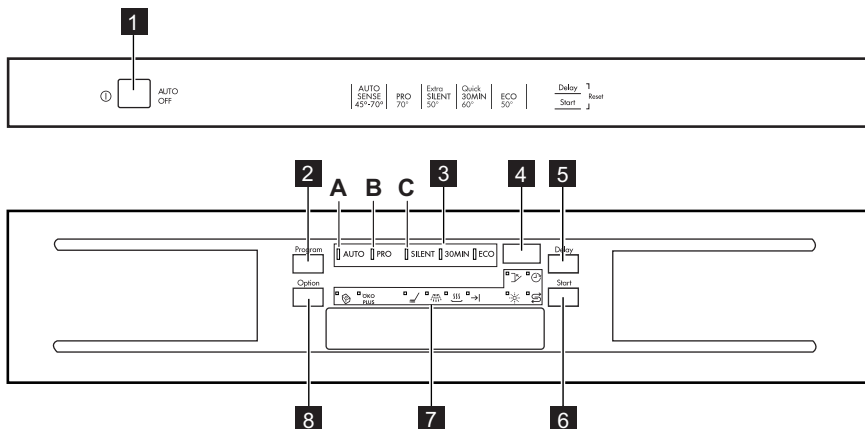 1
AUTO
OFF
AUTO
SENSE
45°-70°
PRO
70°
Extra
SILENT
50°
Quick
30MIN
60°
ECO
50°
Delay
Start
Reset
2
A
B
C
3
4
5
Program
AUTO
PRO
SILENT
30MIN
ECO
Delay
Option
ÖKO
PLUS
Start
8
7
6